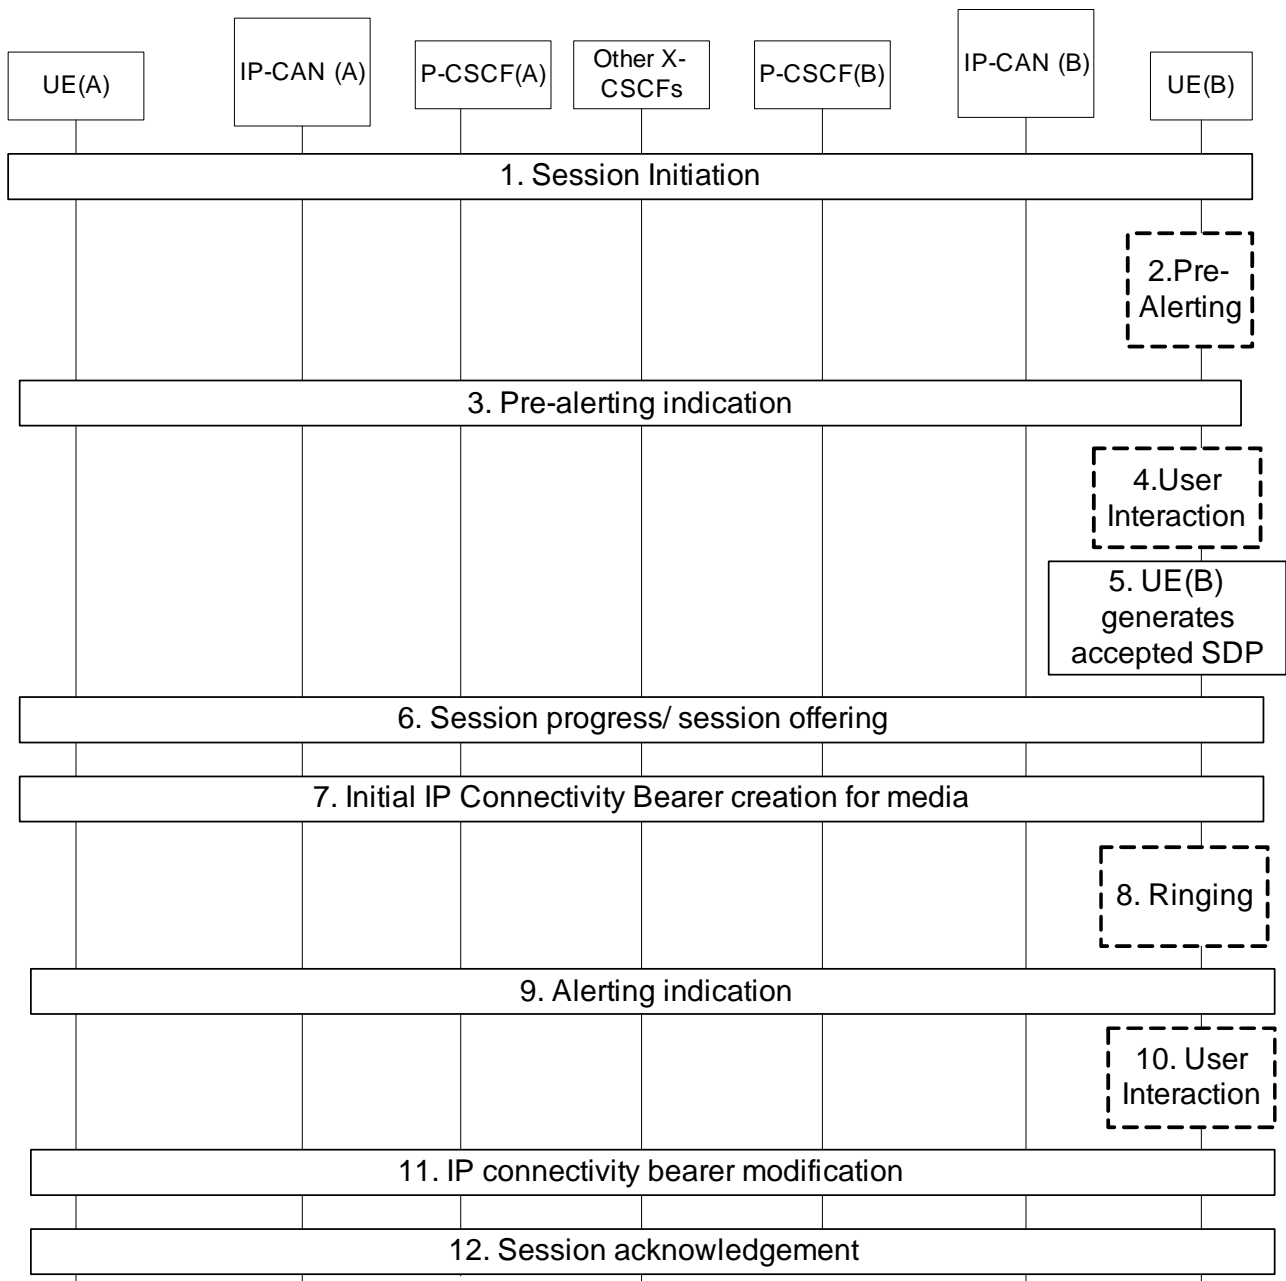 UE(A)
IP-CAN (A)
P-CSCF(A)
Other X-
CSCFs
P-CSCF(B)
IP-CAN (B)
UE(B)
1. Session Initiation
2.Pre-
Alerting
3. Pre-alerting indication
4.User
Interaction
5. UE(B)
generates
accepted SDP
6. Session progress/ session offering
7. Initial IP Connectivity Bearer creation for media
8. Ringing
9. Alerting indication
10. User
Interaction
11. IP connectivity bearer modification
12. Session acknowledgement